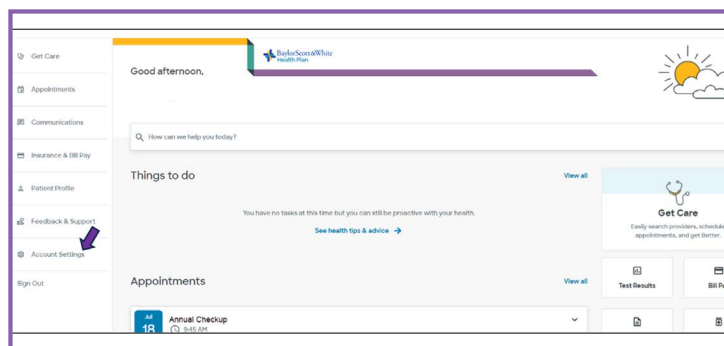 Get Care
Appointments
Communications
Insurance & Bill Pay
Patient Profile
Feedback & Support
Account Settings
Sign Out
BaylorScott&White
Health Plan
Good afternoon,
How can we help you today?
Things to do
View all
You have no tasks at this time but you can still be proactive with your health.
See health tips & advice
Appointments
View all
Jul
18
Annual Checkup
9:45 AM
Get Care
Easily search providers, schedule
appointments, and get Better.
Test Results
Bill Pa